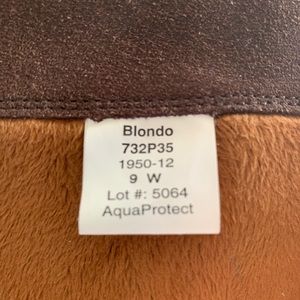 Blondo
732P35
1950-12
9 W
Lot #: 5064
AquaProtect